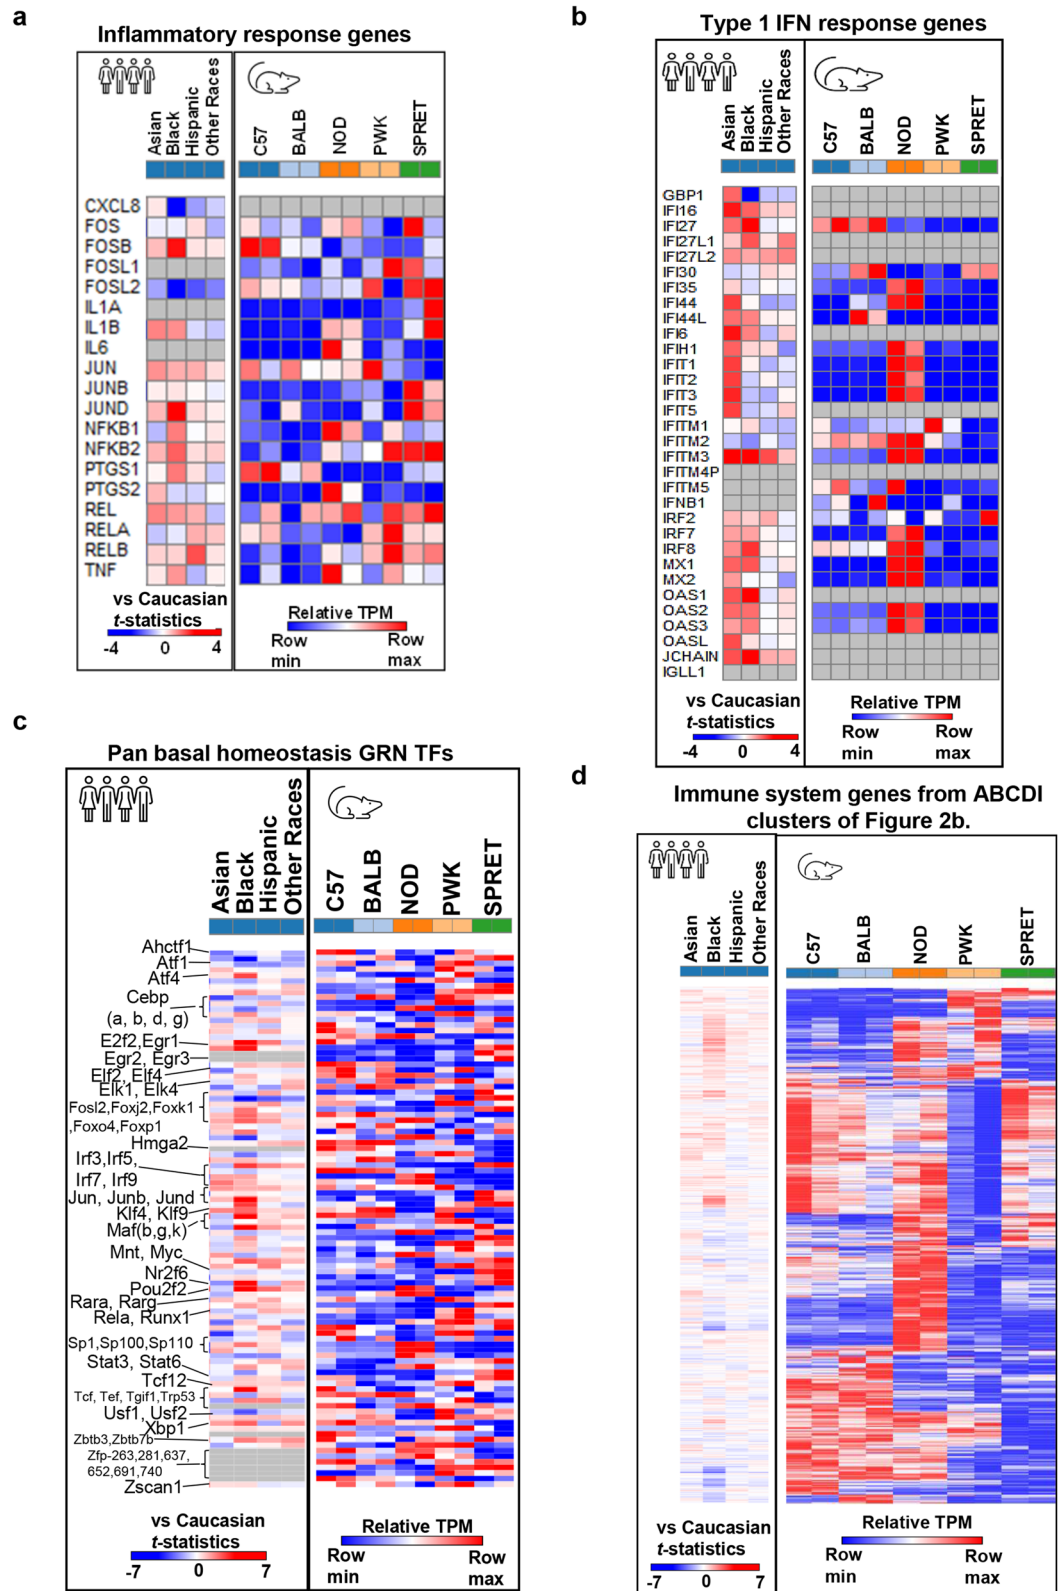 a
Inflammatory response genes
Asian
Black
Hispanic
Other Races
C57
BALB
NOD
PWK
SPRET
CXCL8
FOS
FOSB
FOSL1
FOSL2
IL1A
IL1B
IL6
JUN
JUNB
JUND
NFKB1
NFKB2
PTGS1
PTGS2
REL
RELA
RELB
TNF
vs Caucasian
t-statistics
-4 0 4
Relative TPM
Row min
Row max
b
Type 1 IFN response genes
Asian
Black
Hispanic
Other Races
C57
BALB
NOD
PWK
SPRET
GBP1
IFI16
IFI27
IFI27L1
IFI27L2
IFI30
IFI35
IFI44
IFI44L
IFI6
IFIH1
IFIT1
IFIT2
IFIT3
IFIT5
IFITM1
IFITM2
IFITM3
IFITM4P
IFITM5
IFNB1
IRF2
IRF7
IRF8
MX1
MX2
OAS1
OAS2
OAS3
OASL
JCHAIN
IGLL1
vs Caucasian
t-statistics
-4 0 4
Relative TPM
Row min
Row max
c
Pan basal homeostasis GRN TFs
Asian
Black
Hispanic
Other Races
C57
BALB
NOD
PWK
SPRET
Ahctf1
Atf1
Atf4
Cebp
(a, b, d, g)
E2f2,Egr1
Egr2, Egr3
Elf2, Elf4
Elk1, Elk4
Fosl2,Foxj2,Foxk1
,Foxo4,Foxp1
Hmga2
Irf3,Irf5,
Irf7, Irf9
Jun, Junb, Jund
Klf4, Klf9
Maf(b,g,k)
Mnt, Myc
Nr2f6
Pou2f2
Rara, Rarg
Rela, Runx1
Sp1,Sp100,Sp110
Stat3, Stat6
Tcf12
Tcf, Tef, Tgif1,Trp53
Usf1, Usf2
Xbp1
Zbtb3,Zbtb7b
Zfp-263,281,637,
652,691,740
Zscan1
vs Caucasian
t-statistics
-7 0 7
Relative TPM
Row min
Row max
d
Immune system genes from ABCDI
clusters of Figure 2b.
Asian
Black
Hispanic
Other Races
C57
BALB
NOD
PWK
SPRET
vs Caucasian
t-statistics
-7 0 7
Relative TPM
Row min
Row max